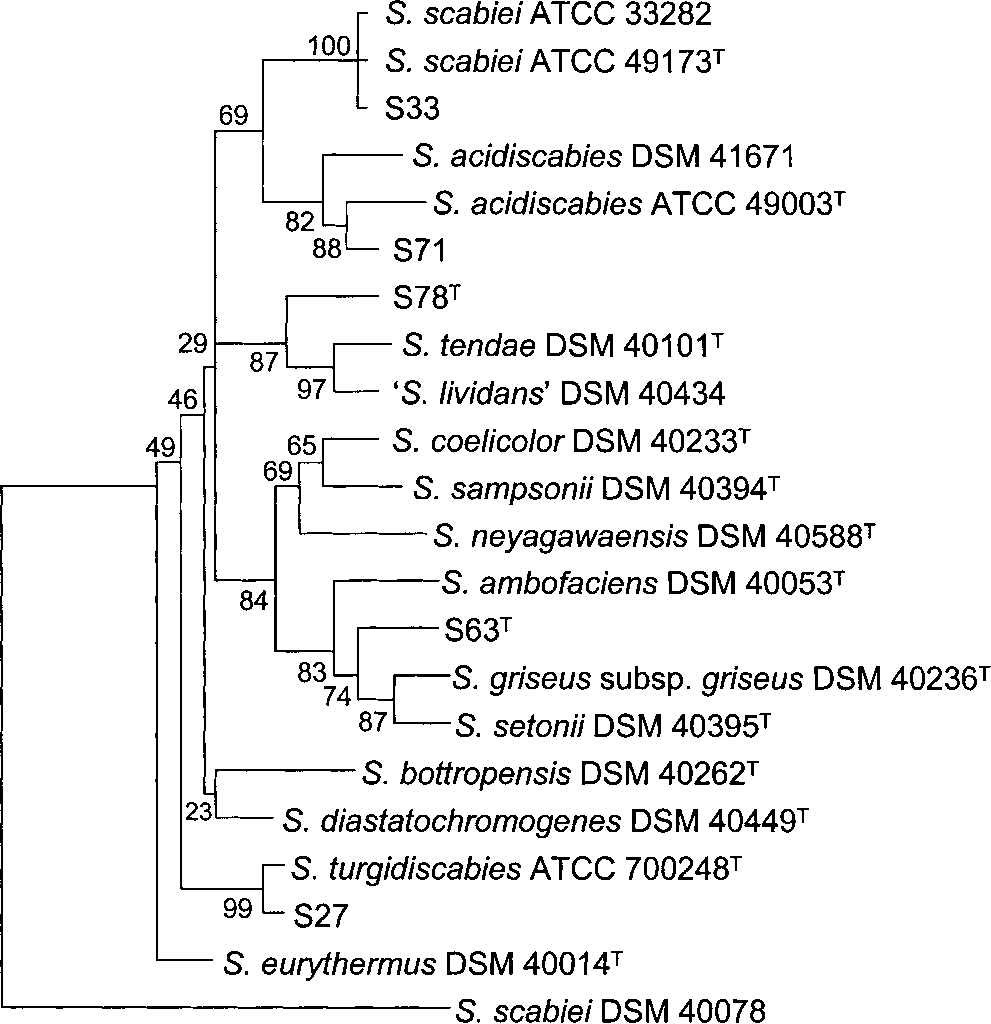 S. scabiei ATCC 33282
100
S. scabiei ATCC 49173ᵀ
S33
69
S. acidiscabies DSM 41671
S. acidiscabies ATCC 49003ᵀ
82
88
S71
S78ᵀ
29
S. tendae DSM 40101ᵀ
87
97
‘S. lividans’ DSM 40434
46
S. coelicolor DSM 40233ᵀ
65
49
69
S. sampsonii DSM 40394ᵀ
S. neyagawaensis DSM 40588ᵀ
S. ambofaciens DSM 40053ᵀ
84
S63ᵀ
83
S. griseus subsp. griseus DSM 40236ᵀ
74
87
S. setonii DSM 40395ᵀ
S. bottropensis DSM 40262ᵀ
23
S. diastatochromogenes DSM 40449ᵀ
S. turgidiscabies ATCC 700248ᵀ
99
S27
S. eurythermus DSM 40014ᵀ
S. scabiei DSM 40078